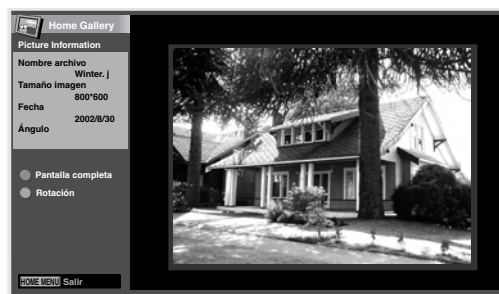 Home Gallery
Picture Information
Nombre archivo
Winter. j
Tamaño imagen
800*600
Fecha
2002/8/30
Ángulo
Pantalla completa
Rotación
HOME MENU Salir